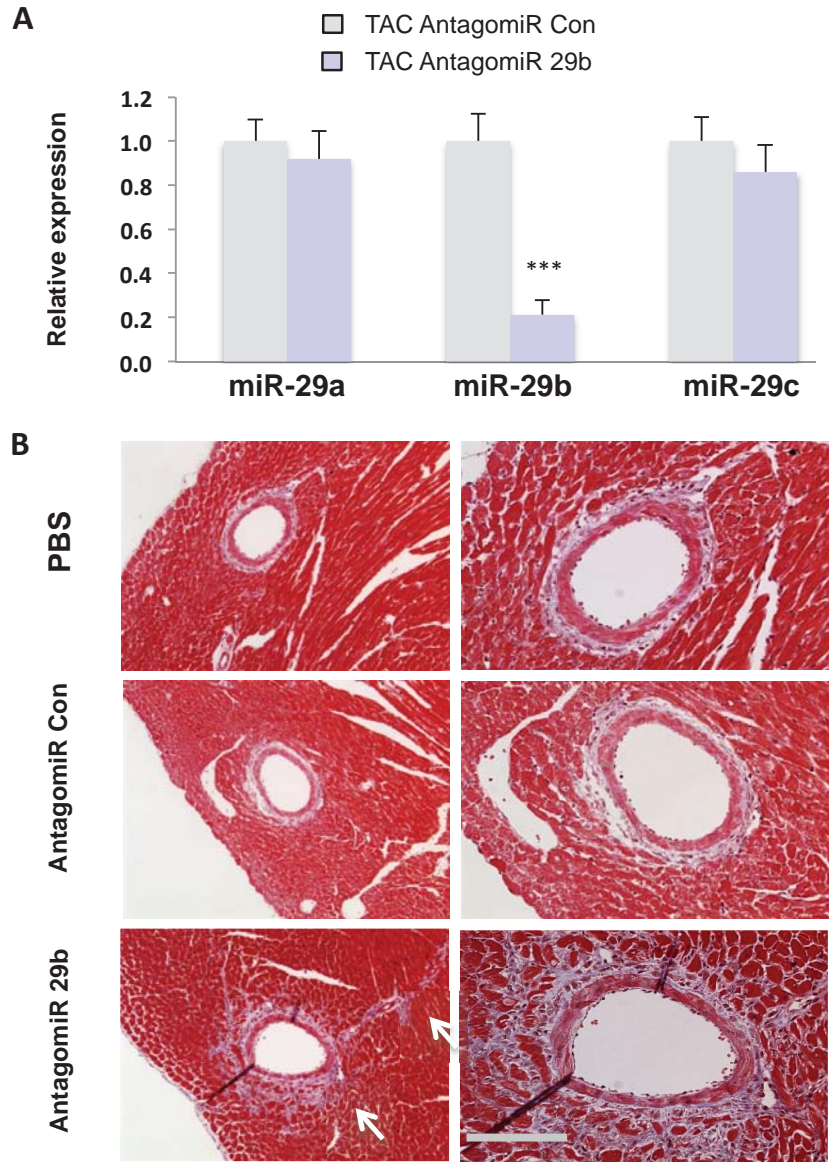 A
TAC AntagomiR Con
TAC AntagomiR 29b
Relative expression
1.2
1.0
0.8
0.6
0.4
0.2
0.0
***
miR-29a
miR-29b
miR-29c
B
PBS
AntagomiR Con
AntagomiR 29b